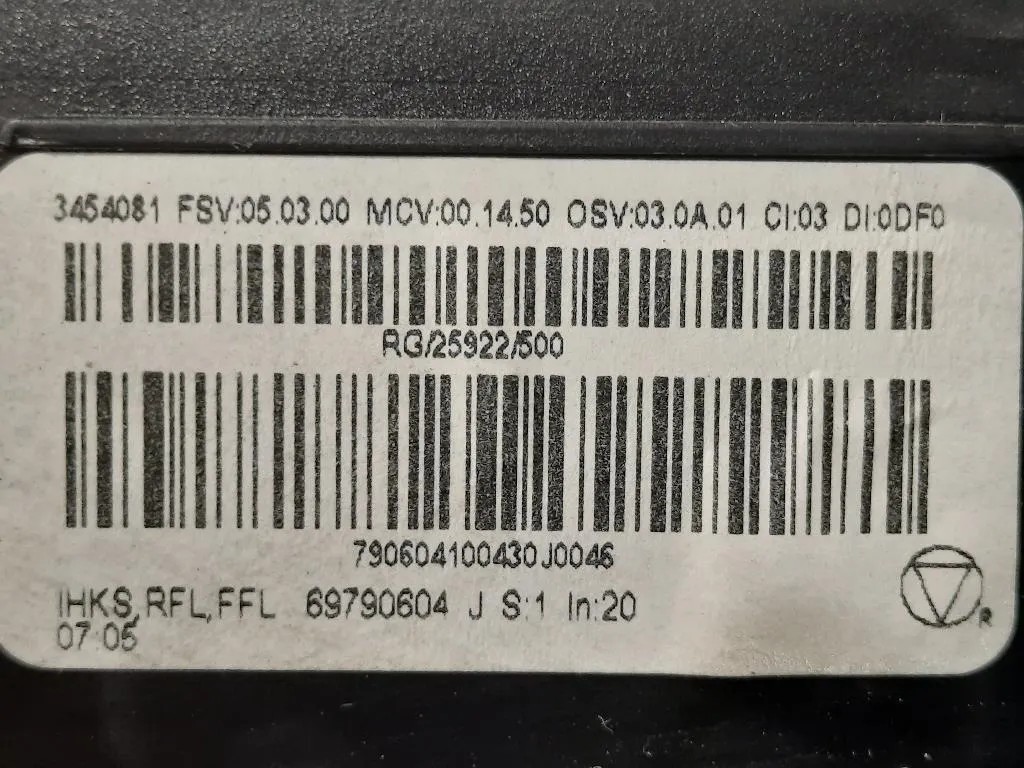 3454081 FSV:05.03.00 MCV:00.14.50 OSV:03.0A.01 CI:03 DI:0DF0
RG/25922/500
790604100430J0046
IHKS,RFL,FFL 69790604 J S:1 In:20
R
07 05